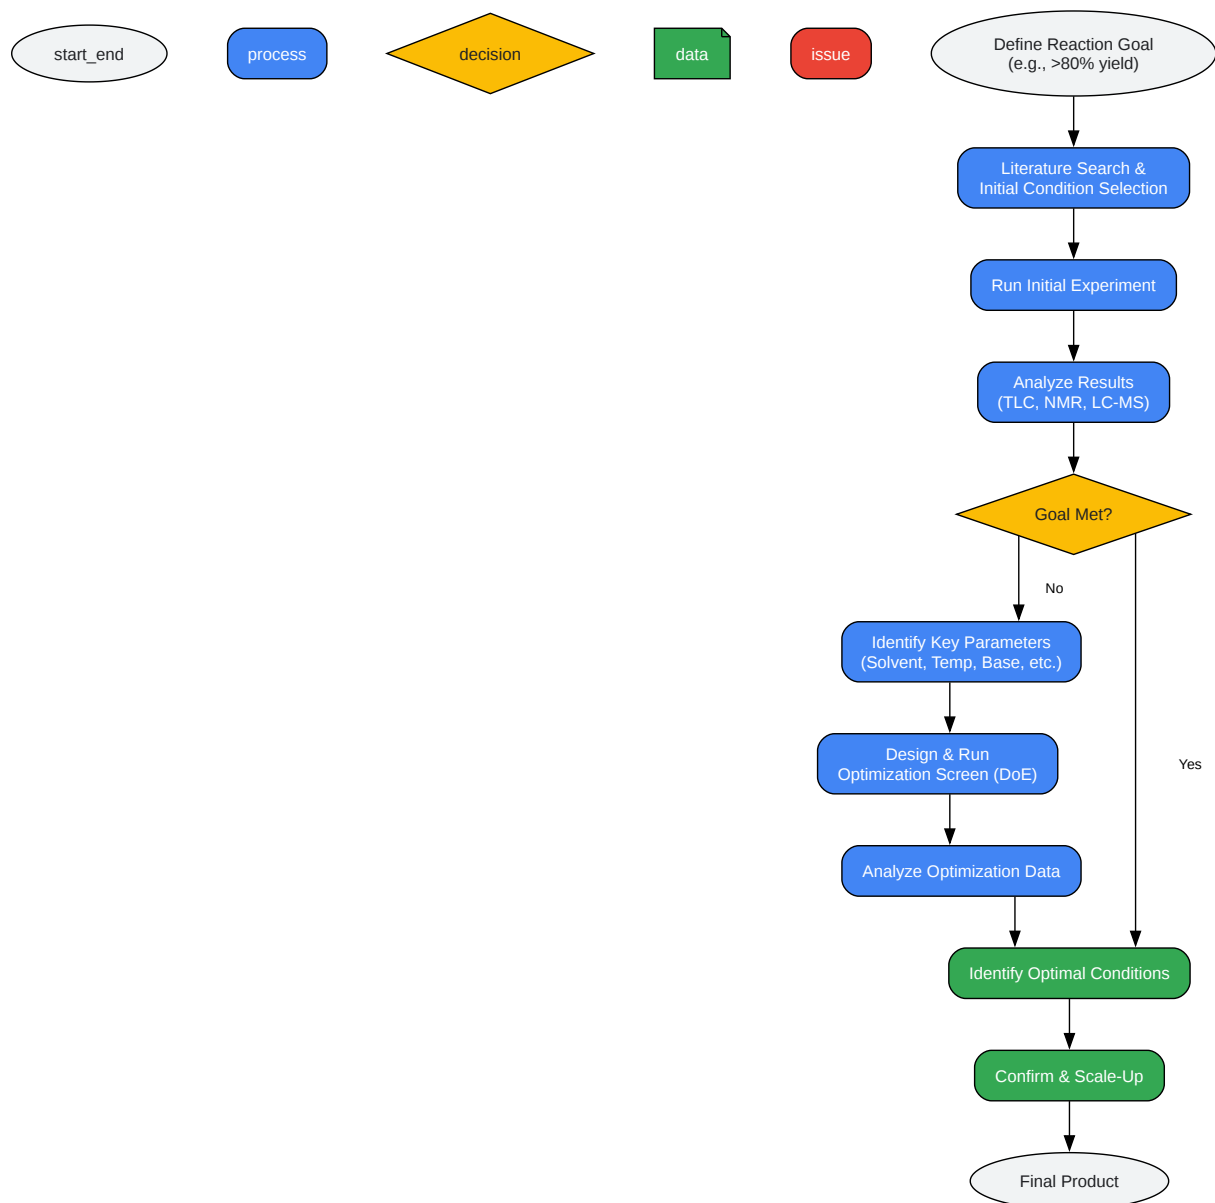 start_end
process
decision
data
issue
Define Reaction Goal
(e.g., >80% yield)
Literature Search &
Initial Condition Selection
Run Initial Experiment
Analyze Results
(TLC, NMR, LC-MS)
Goal Met?
No
Identify Key Parameters
(Solvent, Temp, Base, etc.)
Design & Run
Optimization Screen (DoE)
Yes
Analyze Optimization Data
Identify Optimal Conditions
Confirm & Scale-Up
Final Product